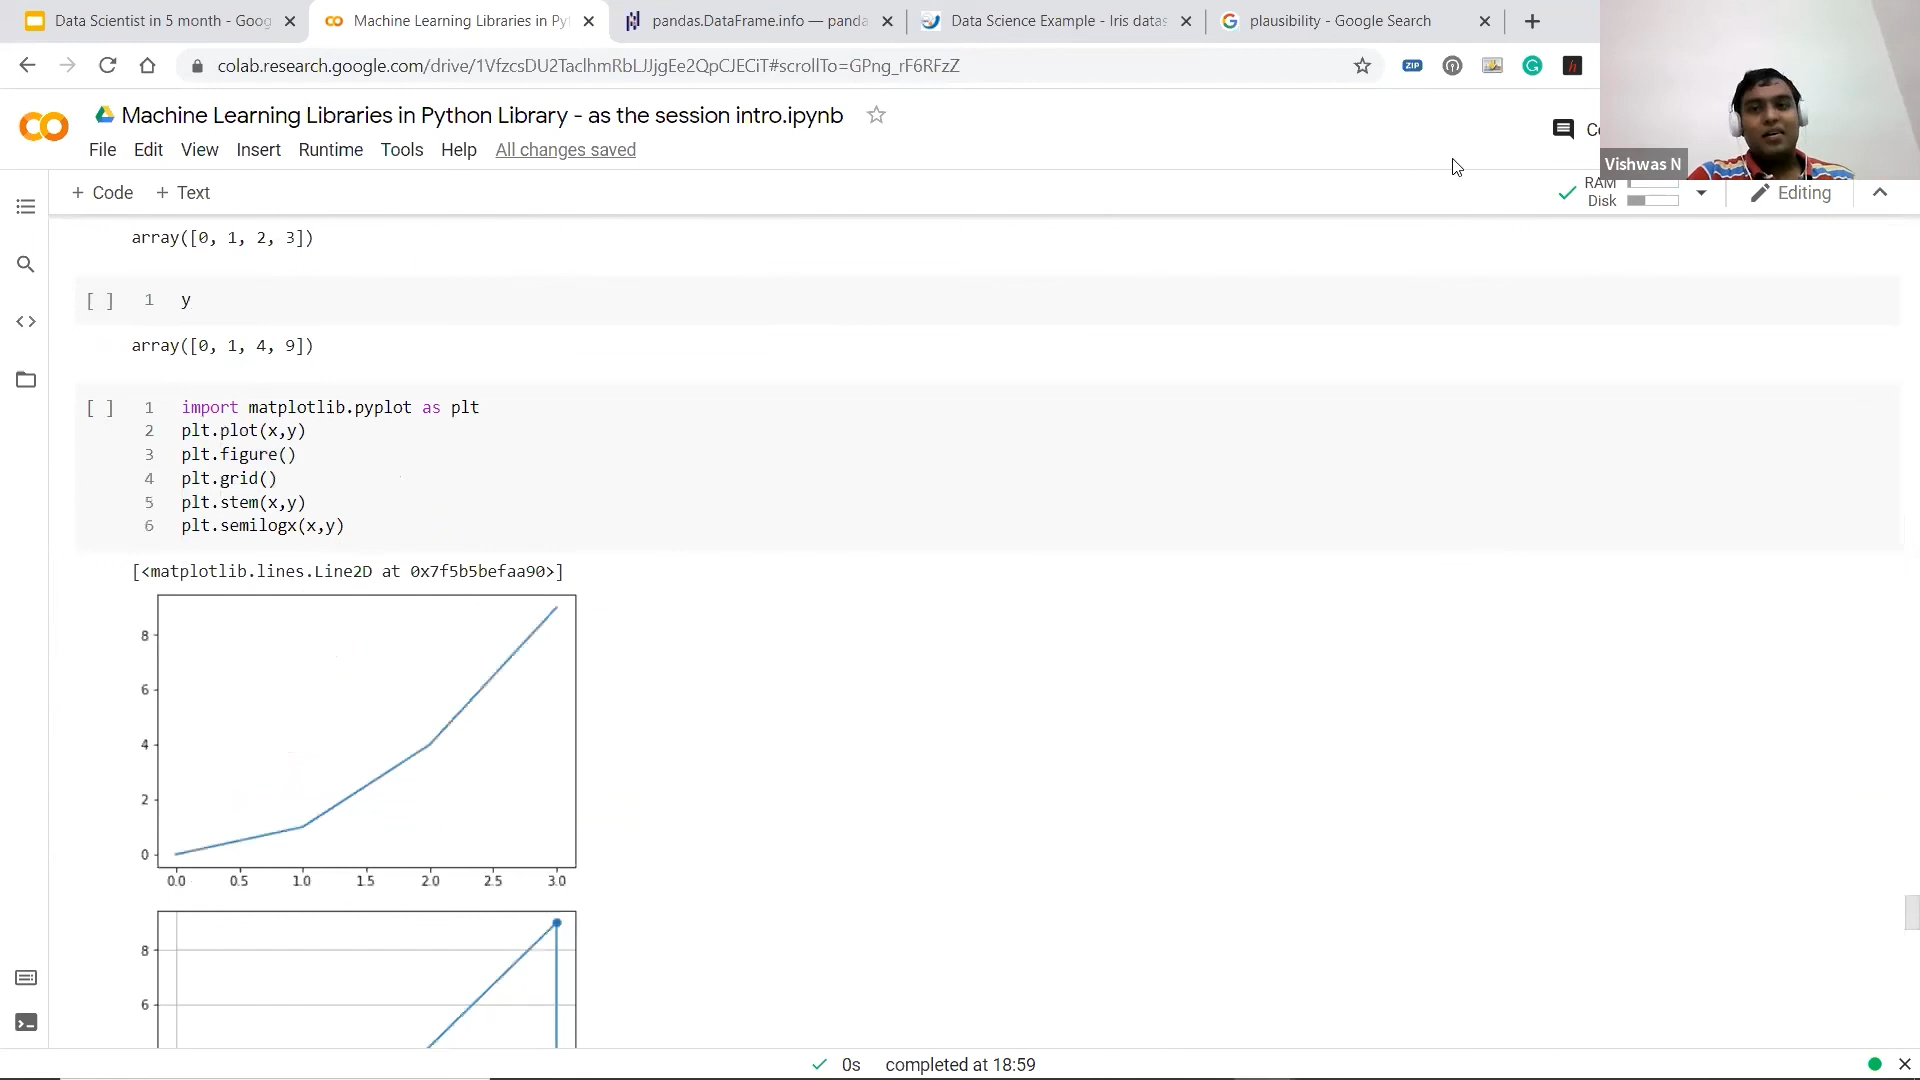 Data Scientist in 5 month - Goog
Machine Learning Libraries in Py
pandas.DataFrame.info — panda
Data Science Example - Iris datas
plausibility - Google Search
colab.research.google.com/drive/1VfzcsDU2TaclhmRbLJJjgEe2QpCJECiT#scrollTo=GPng_rF6RFzZ
ZIP
Machine Learning Libraries in Python Library - as the session intro.ipynb
File Edit View Insert Runtime Tools Help All changes saved
Vishwas N
+ Code + Text
RAM
Disk
Editing
array([0, 1, 2, 3])
[ ] 1 y
array([0, 1, 4, 9])
[ ] 1 import matplotlib.pyplot as plt
2 plt.plot(x,y)
3 plt.figure()
4 plt.grid()
5 plt.stem(x,y)
6 plt.semilogx(x,y)
[<matplotlib.lines.Line2D at 0x7f5b5befaa90>]
8
6
4
2
0
0.0 0.5 1.0 1.5 2.0 2.5 3.0
8
6
0s completed at 18:59